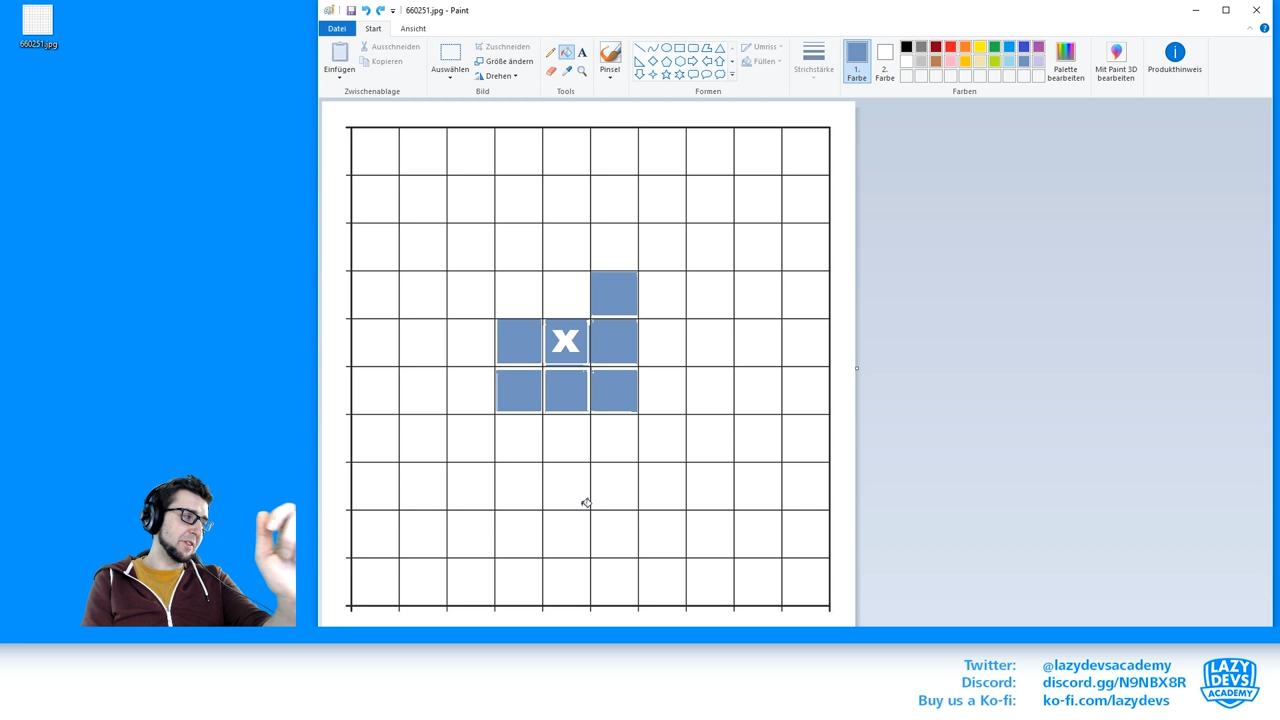 660251.jpg - Paint
Datei
Start
Ansicht
660251.jpg
Einfügen
Ausschneiden
Kopieren
Zwischenablage
Auswählen
Zuschneiden
Größe ändern
Drehen
Bild
A
Tools
Pinsel
Umriss
Füllen
Formen
Strichstärke
1.
Farbe
2.
Farbe
Palette
bearbeiten
Farben
Mit Paint 3D
bearbeiten
Produkthinweis
X
Twitter: @lazydevsacademy
Discord: discord.gg/N9NBX8R
Buy us a Ko-fi: ko-fi.com/lazydevs
LAZY
DEVS
ACADEMY